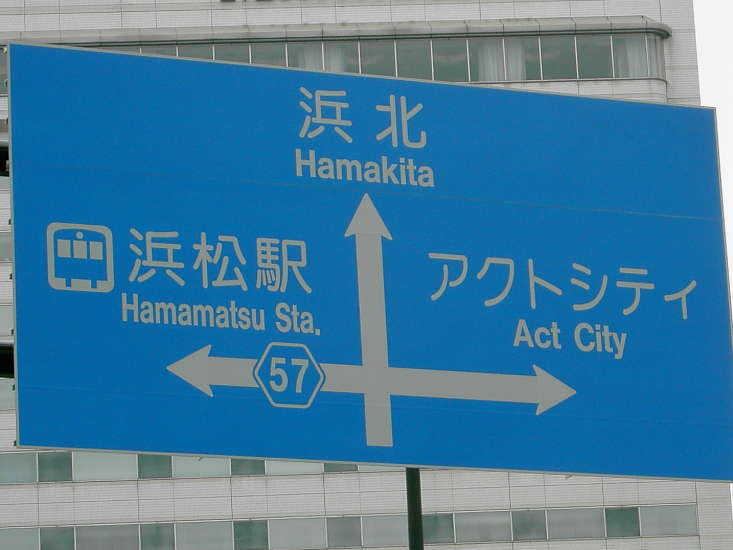 浜北
Hamakita
浜松駅
Hamamatsu Sta.
アクトシティ
Act City
57